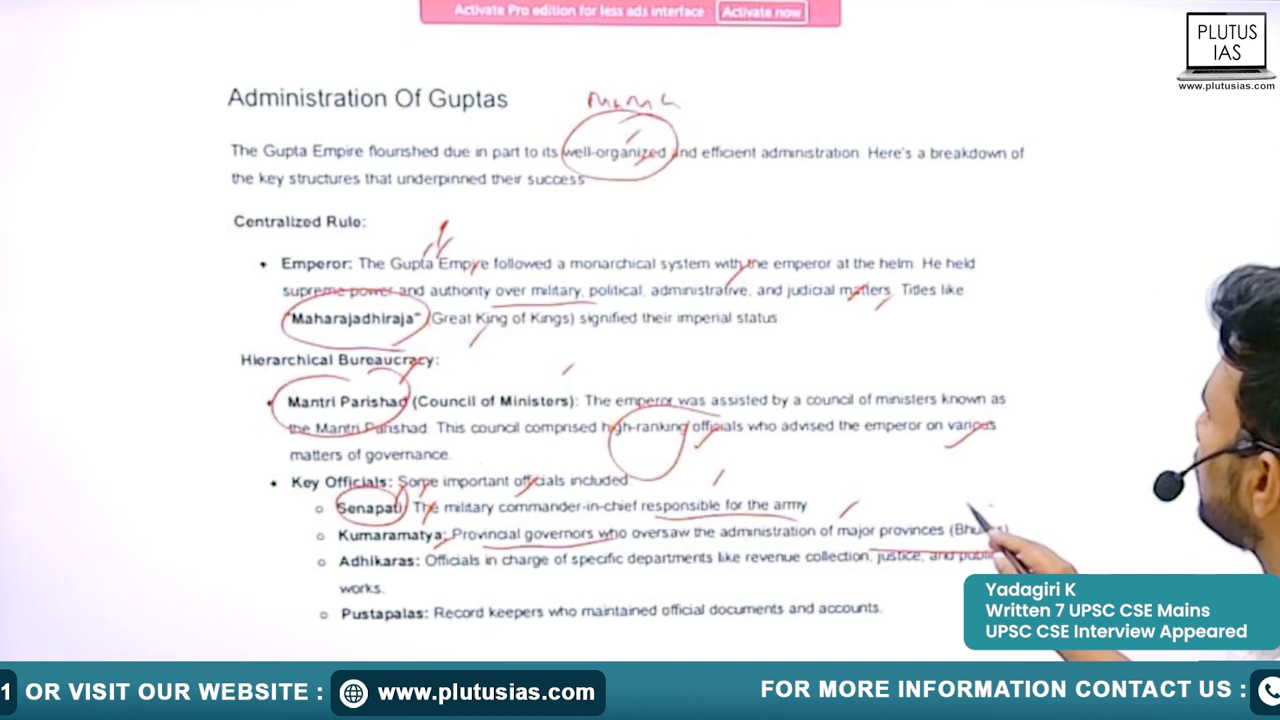 Activate Pro edition for less ads interface Activate now
PLUTUS
IAS
www.plutusias.com
Administration Of Guptas
The Gupta Empire flourished due in part to its well-organized and efficient administration. Here's a breakdown of
the key structures that underpinned their success
Centralized Rule:
• Emperor: The Gupta Empire followed a monarchical system with the emperor at the helm. He held
supreme power and authority over military, political, administrative, and judicial matters. Titles like
"Maharajadhiraja" (Great King of Kings) signified their imperial status
Hierarchical Bureaucracy:
• Mantri Parishad (Council of Ministers): The emperor was assisted by a council of ministers known as
the Mantri Parishad. This council comprised high-ranking officials who advised the emperor on various
matters of governance.
• Key Officials: Some important officials included
Senapati: The military commander-in-chief responsible for the army
Kumaramatya: Provincial governors who oversaw the administration of major provinces
Adhikaras: Officials in charge of specific departments like revenue collection, justice, and public
works.
Pustapalas: Record keepers who maintained official documents and accounts.
Yadagiri K
Written 7 UPSC CSE Mains
UPSC CSE Interview Appeared
1 OR VISIT OUR WEBSITE : www.plutusias.com FOR MORE INFORMATION CONTACT US :